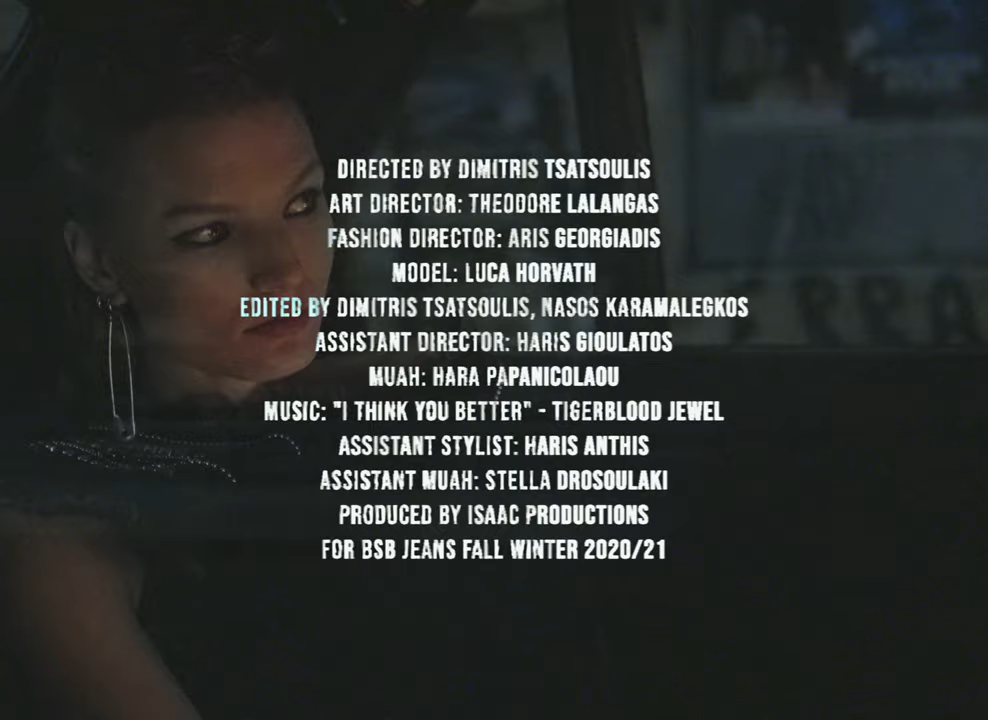 DIRECTED BY DIMITRIS TSATSOULIS
ART DIRECTOR: THEODORE LALANGAS
FASHION DIRECTOR: ARIS GEORGIADIS
MODEL: LUCA HORVATH
EDITED BY DIMITRIS TSATSOULIS, NASOS KARAMALEGKOS
ASSISTANT DIRECTOR: HARIS GIOULATOS
MUAH: HARA PAPANICOLAOU
MUSIC: "I THINK YOU BETTER" - TIGERBLOOD JEWEL
ASSISTANT STYLIST: HARIS ANTHIS
ASSISTANT MUAH: STELLA DROSOULAKI
PRODUCED BY ISAAC PRODUCTIONS
FOR BSB JEANS FALL WINTER 2020/21